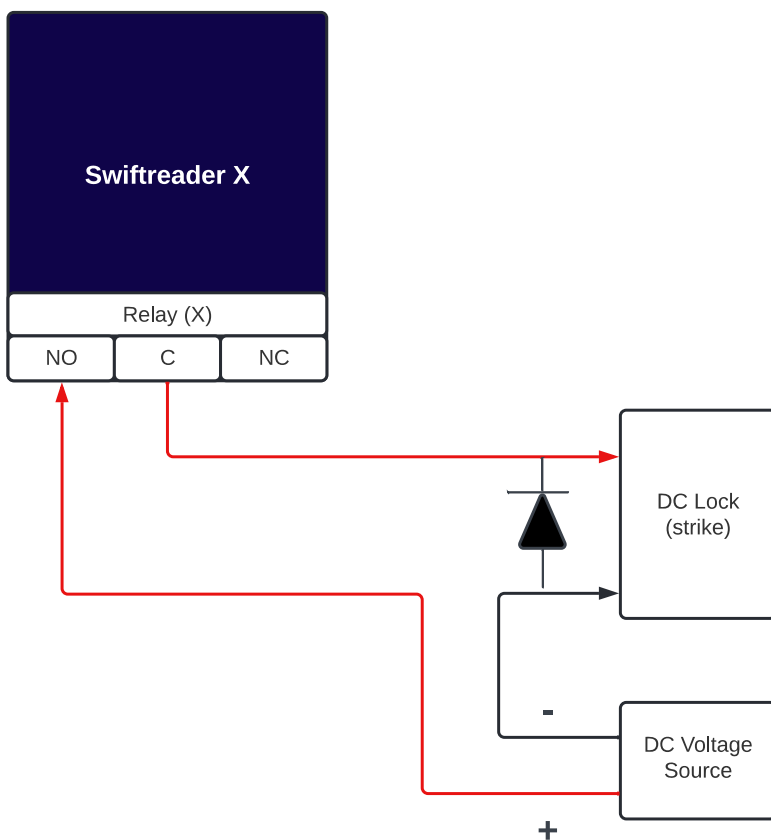 Swiftreader X
Relay (X)
NO
C
NC
DC Lock
(strike)
-
DC Voltage
Source
+